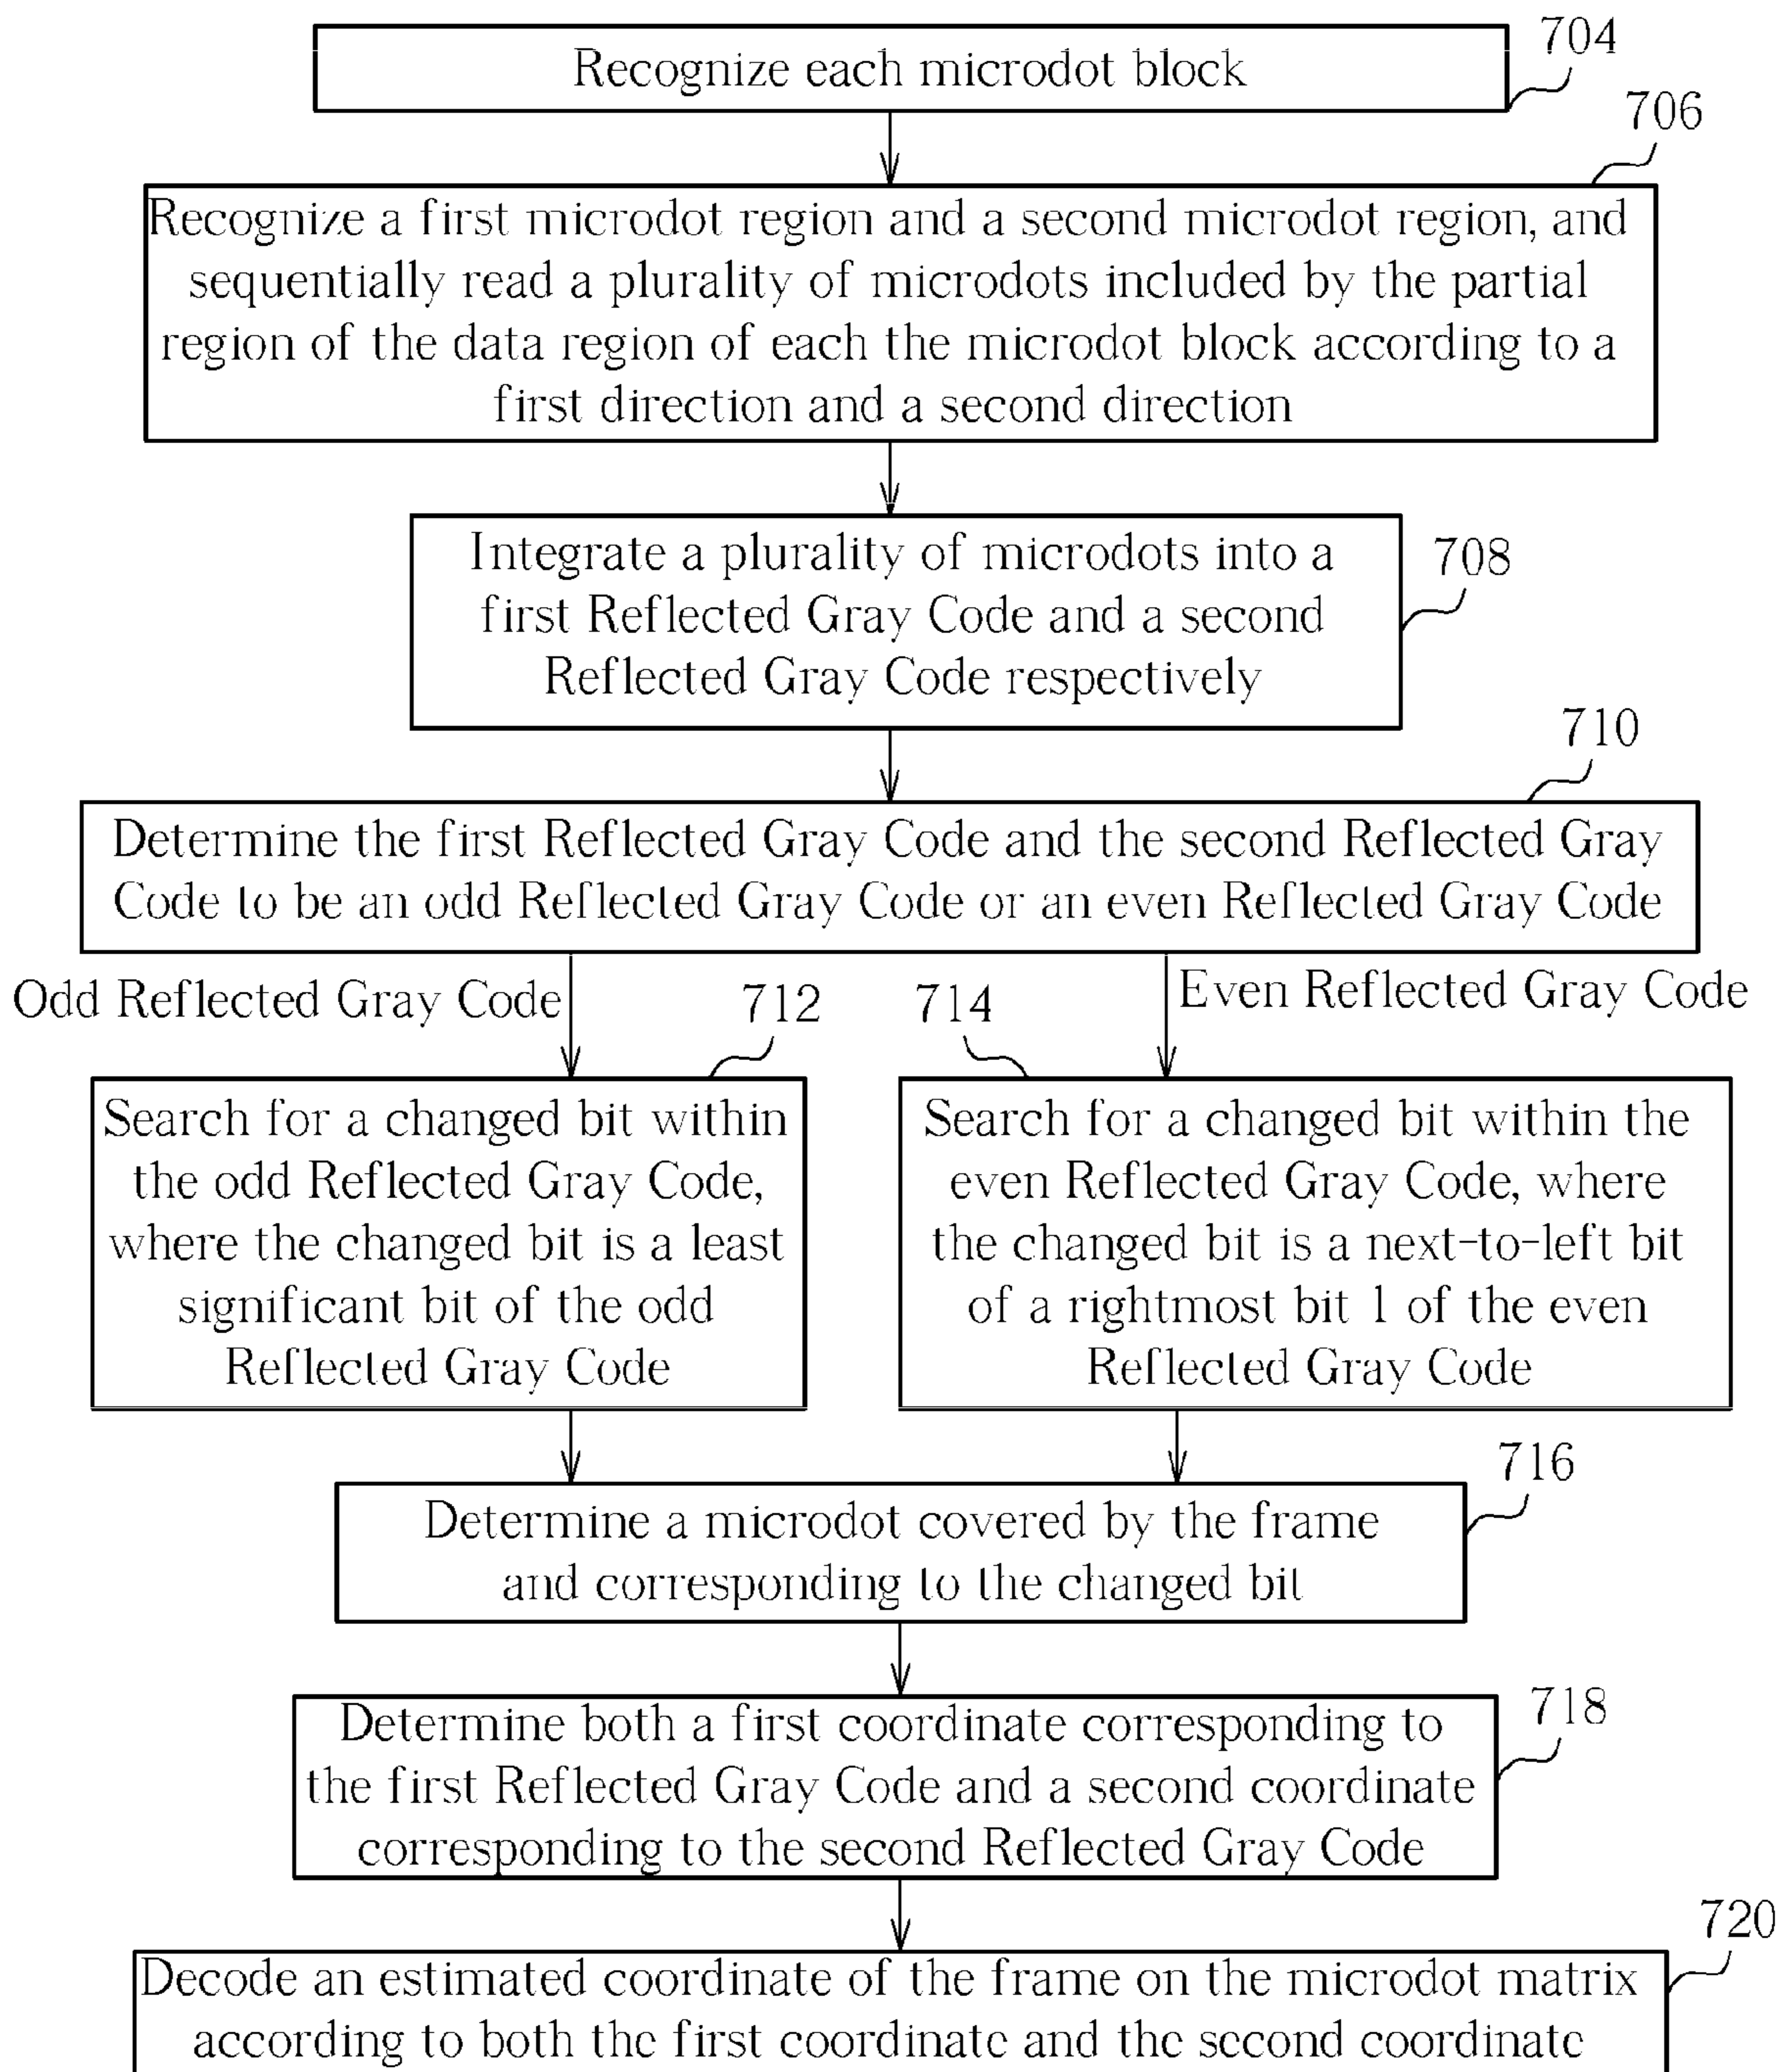 Recognize each microdot block
704
706
Recognize a first microdot region and a second microdot region, and
sequentially read a plurality of microdots included by the partial
region of the data region of each the microdot block according to a
first direction and a second direction
Integrate a plurality of microdots into a
first Reflected Gray Code and a second
Reflected Gray Code respectively
708
710
Determine the first Reflected Gray Code and the second Reflected Gray
Code to be an odd Reflected Gray Code or an even Reflected Gray Code
Odd Reflected Gray Code
712
714
Even Reflected Gray Code
Search for a changed bit within
the odd Reflected Gray Code,
where the changed bit is a least
significant bit of the odd
Reflected Gray Code
Search for a changed bit within the
even Reflected Gray Code, where
the changed bit is a next-to-left bit
of a rightmost bit 1 of the even
Reflected Gray Code
716
Determine a microdot covered by the frame
and corresponding to the changed bit
718
Determine both a first coordinate corresponding to
the first Reflected Gray Code and a second coordinate
corresponding to the second Reflected Gray Code
720
Decode an estimated coordinate of the frame on the microdot matrix
according to both the first coordinate and the second coordinate